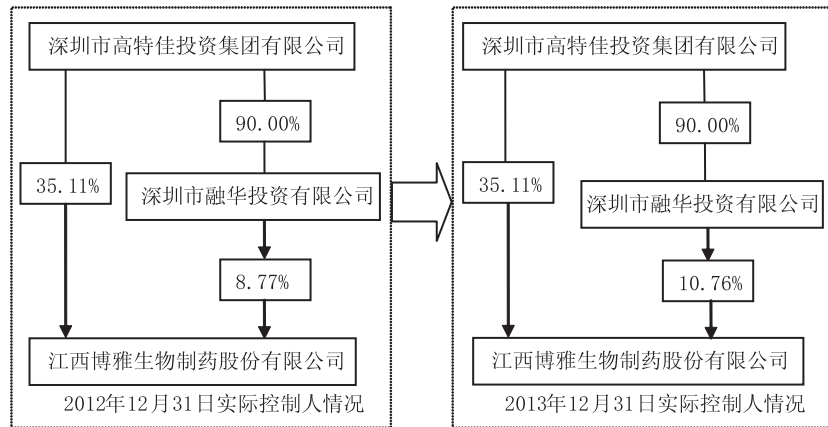 深圳市高特佳投资集团有限公司
90.00%
35.11%
深圳市融华投资有限公司
8.77%
江西博雅生物制药股份有限公司
2012年12月31日实际控制人情况
深圳市高特佳投资集团有限公司
90.00%
35.11%
深圳市融华投资有限公司
10.76%
江西博雅生物制药股份有限公司
2013年12月31日实际控制人情况